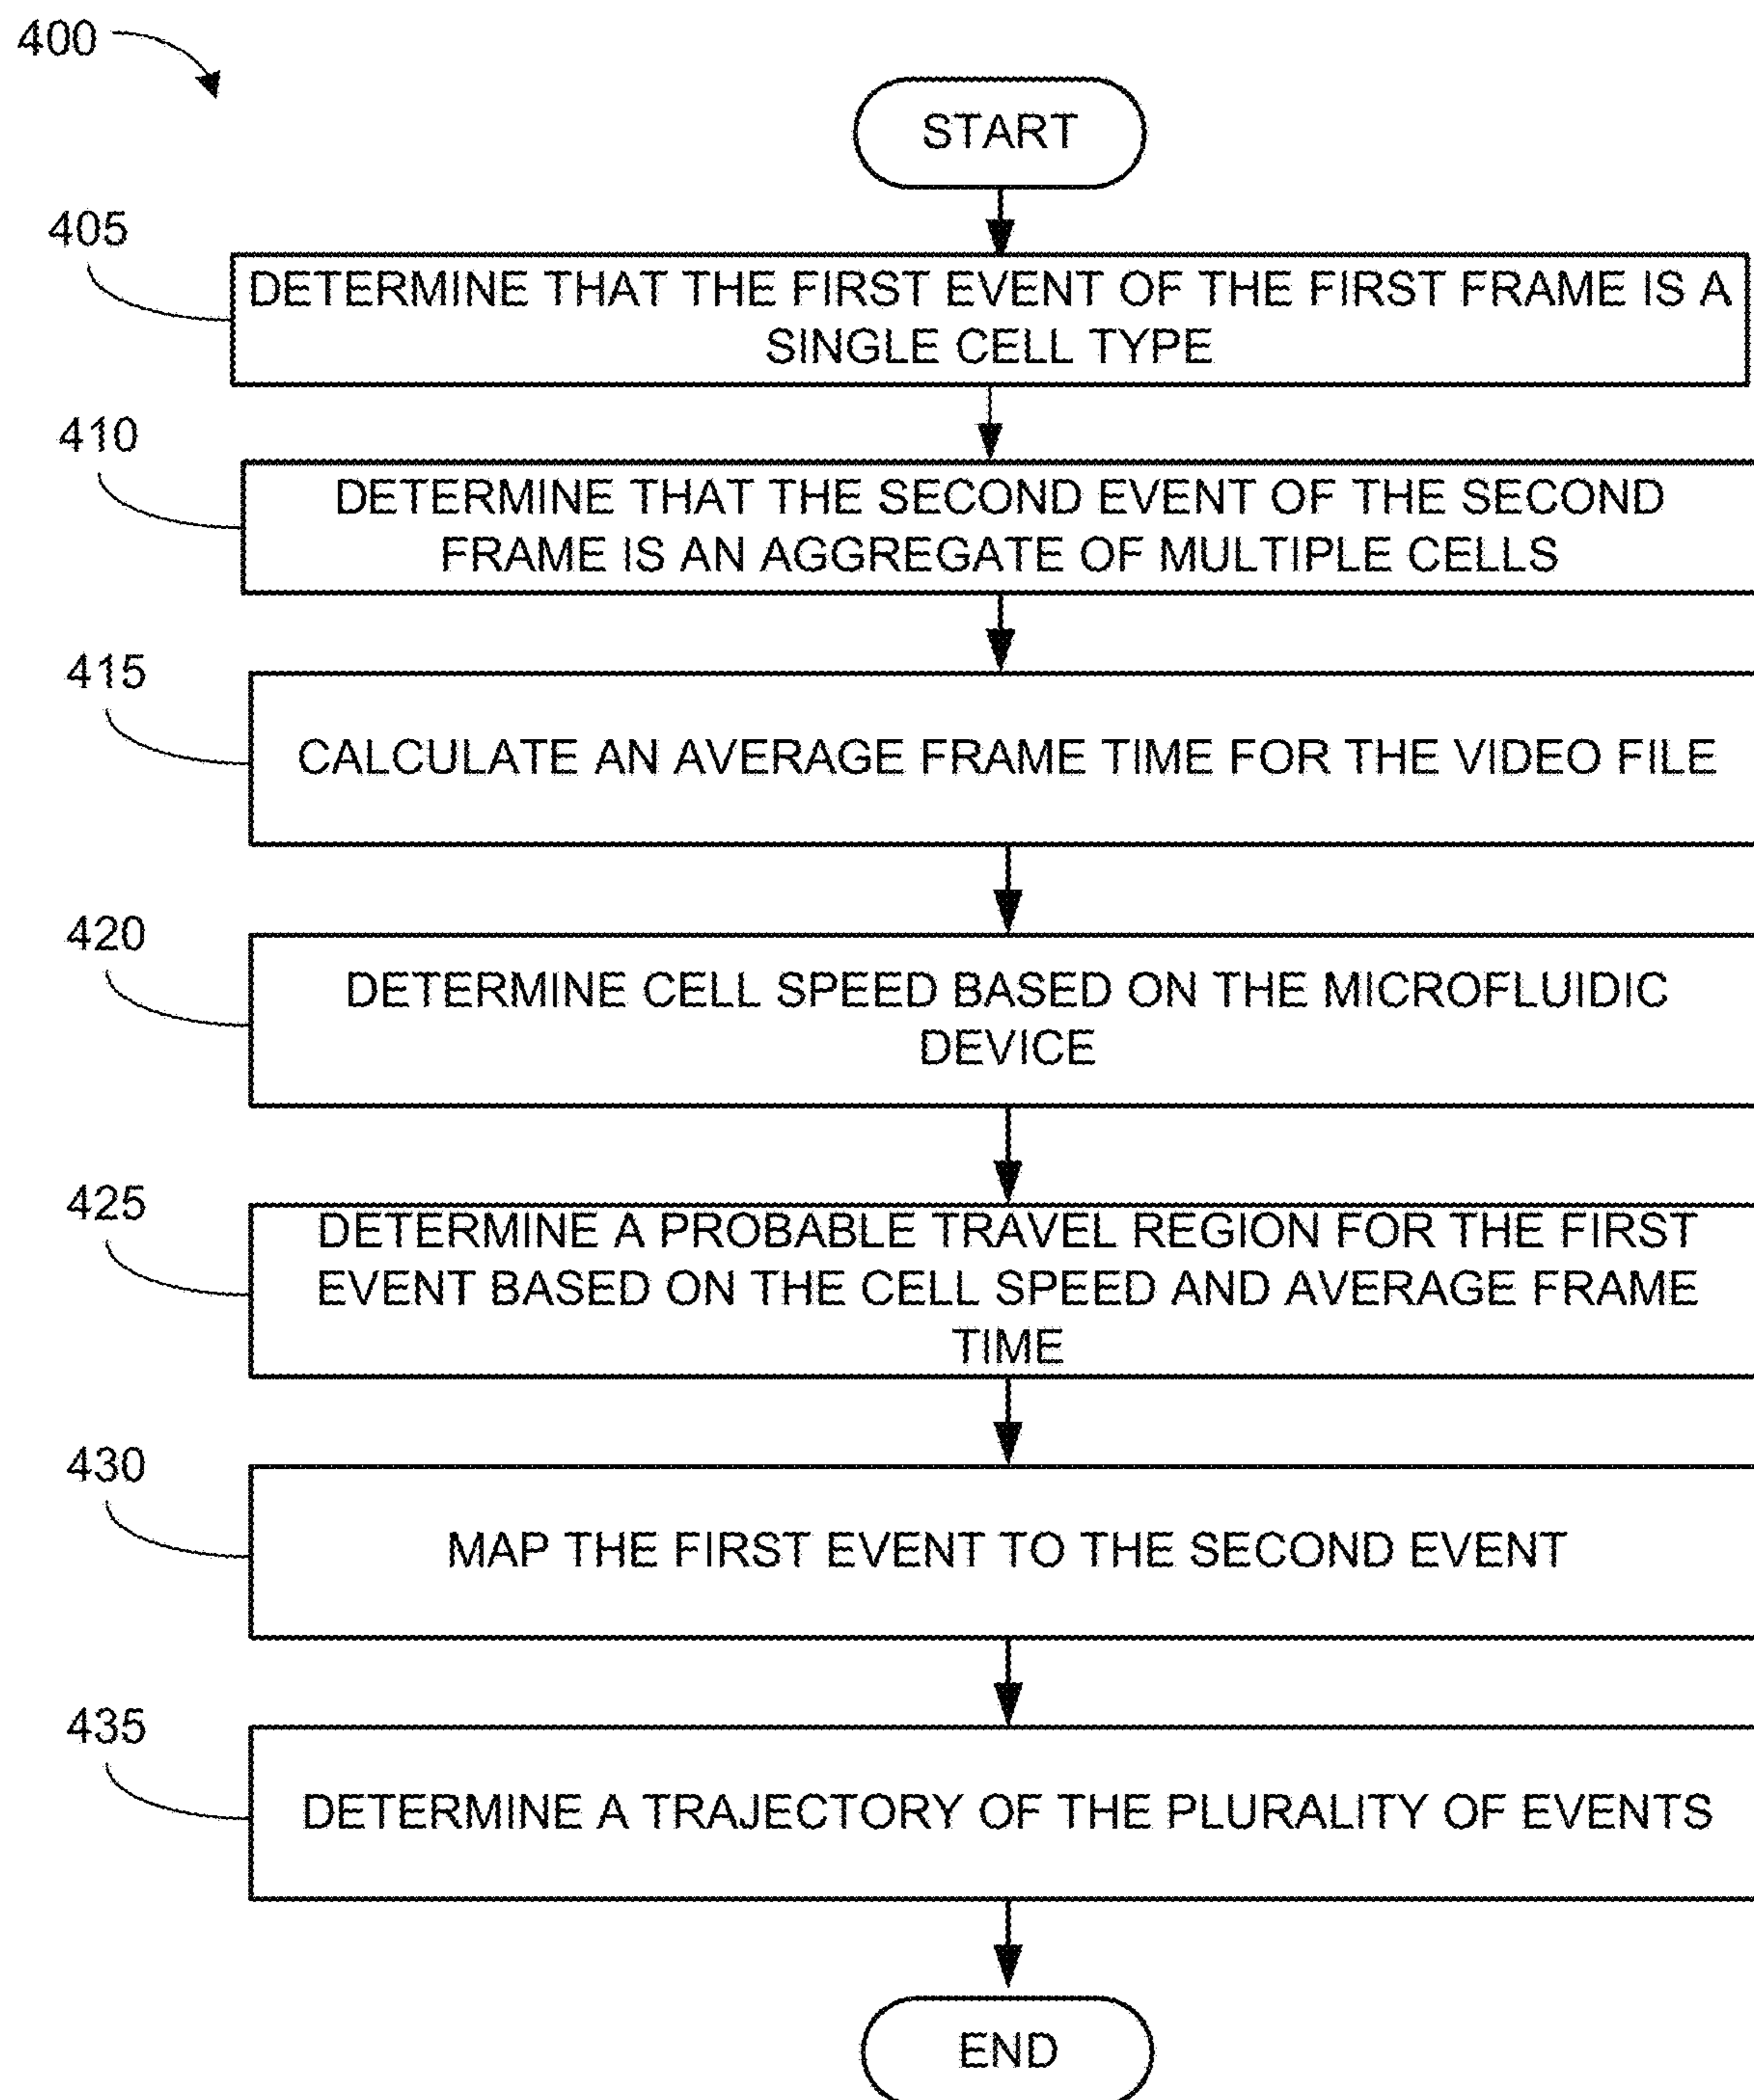 400
START
405
DETERMINE THAT THE FIRST EVENT OF THE FIRST FRAME IS A
SINGLE CELL TYPE
410
DETERMINE THAT THE SECOND EVENT OF THE SECOND
FRAME IS AN AGGREGATE OF MULTIPLE CELLS
415
CALCULATE AN AVERAGE FRAME TIME FOR THE VIDEO FILE
420
DETERMINE CELL SPEED BASED ON THE MICROFLUIDIC
DEVICE
425
DETERMINE A PROBABLE TRAVEL REGION FOR THE FIRST
EVENT BASED ON THE CELL SPEED AND AVERAGE FRAME
TIME
430
MAP THE FIRST EVENT TO THE SECOND EVENT
435
DETERMINE A TRAJECTORY OF THE PLURALITY OF EVENTS
END